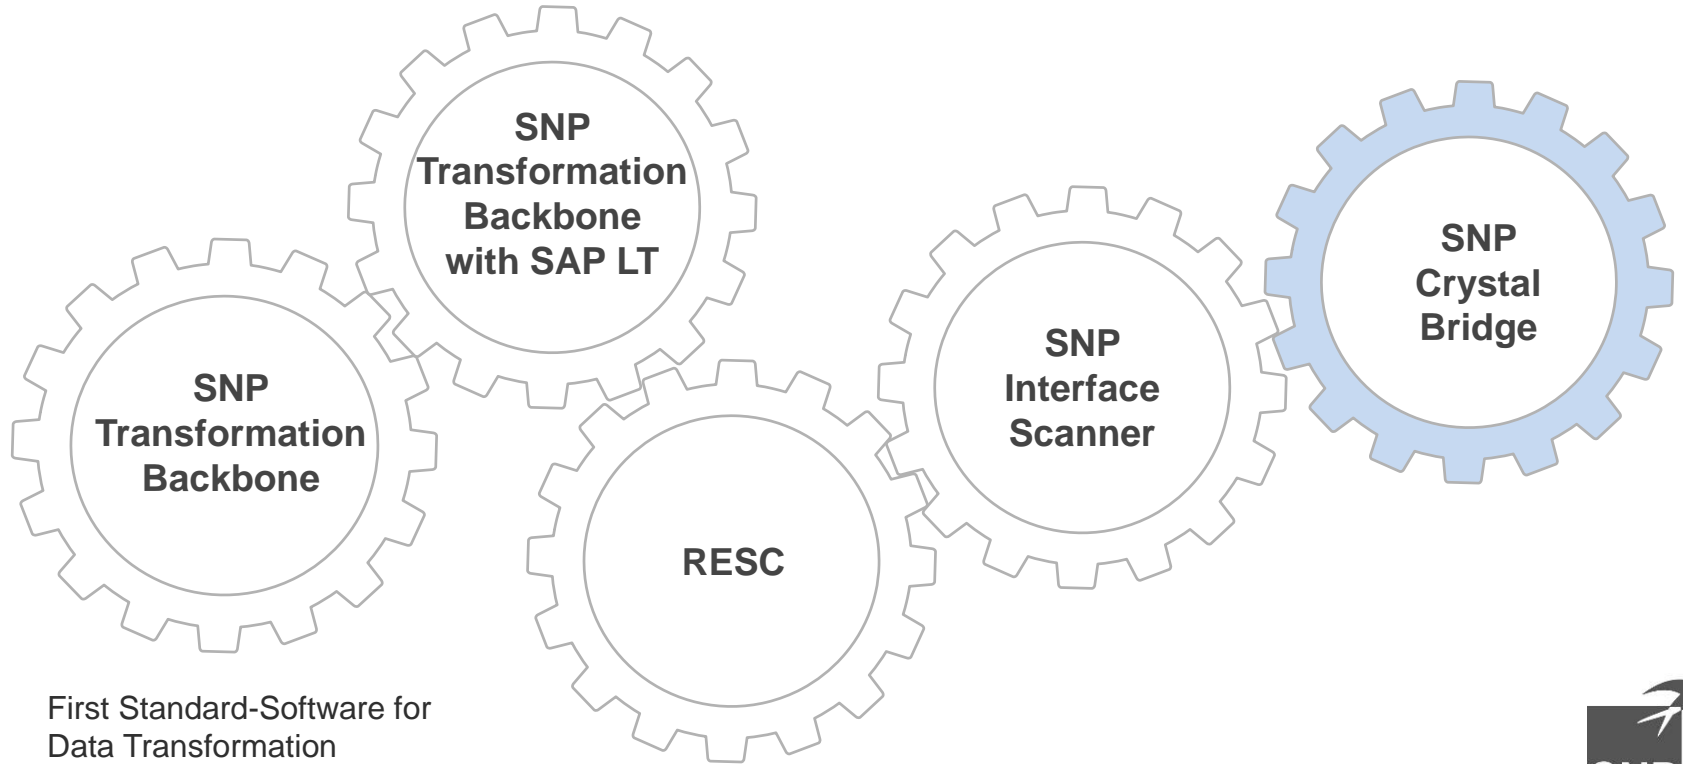 SNP
Transformation
Backbone
with SAP LT
SNP
Crystal
Bridge
SNP
Interface
Scanner
SNP
Transformation
Backbone
RESC
First Standard-Software for
Data Transformation